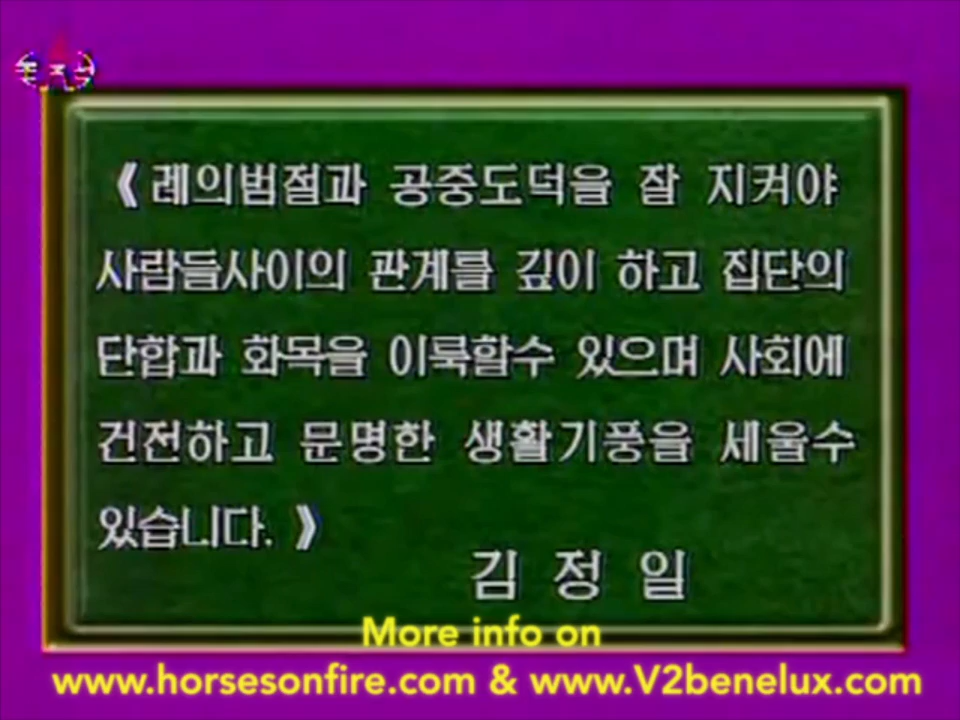 《레의범절과 공중도덕을 잘 지켜야
사람들사이의 관계를 깊이 하고 집단의
단합과 화목을 이룩할수 있으며 사회에
건전하고 문명한 생활기풍을 세울수
있습니다.》
김정일
More info on
www.horsesonfire.com & www.V2benelux.com